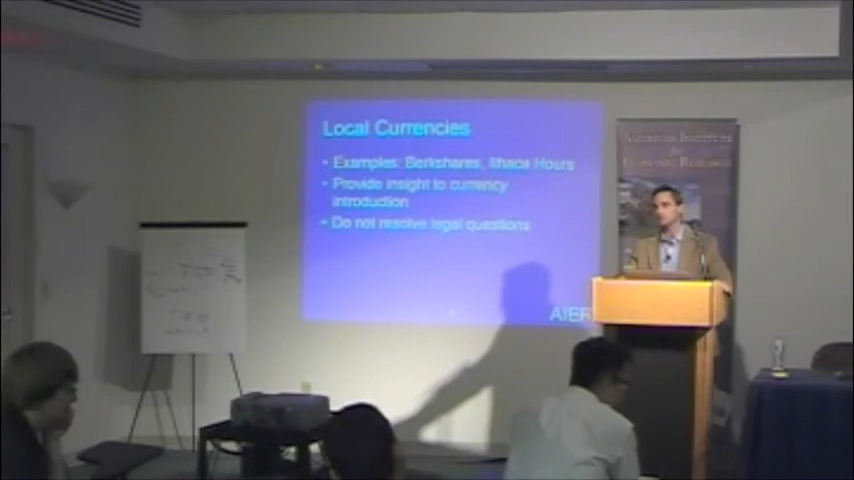 Local Currencies
• Examples: Berkshares, Ithaca Hours
• Provide insight to currency
introduction
• Do not resolve legal questions
AIER
American Institute
for
Economic Research